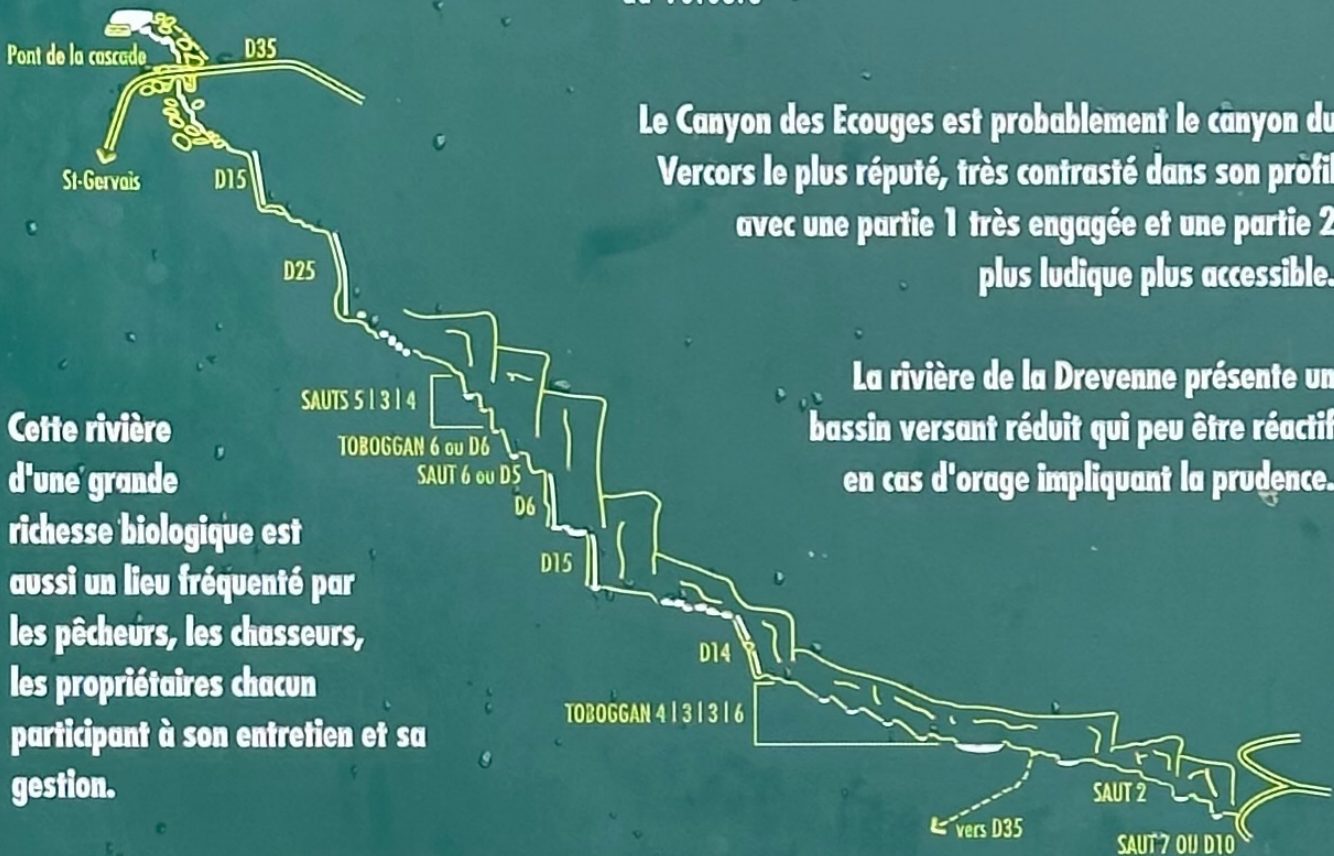 Pont de la cascade
D35
St-Gervais
D15
D25
Le Canyon des Ecouges est probablement le canyon du
Vercors le plus réputé, très contrasté dans son profil
avec une partie 1 très engagée et une partie 2
plus ludique plus accessible.
La rivière de la Drevenne présente un
bassin versant réduit qui peu être réactif
en cas d'orage impliquant la prudence.
SAUTS 5 | 3 | 4
TOBOGGAN 6 ou D6
SAUT 6 ou D5
D6
D15
D14
TOBOGGAN 4 | 3 | 3 | 6
SAUT 2
vers D35
SAUT 7 OU D10
Cette rivière
d'une grande
richesse biologique est
aussi un lieu fréquenté par
les pêcheurs, les chasseurs,
les propriétaires chacun
participant à son entretien et sa
gestion.